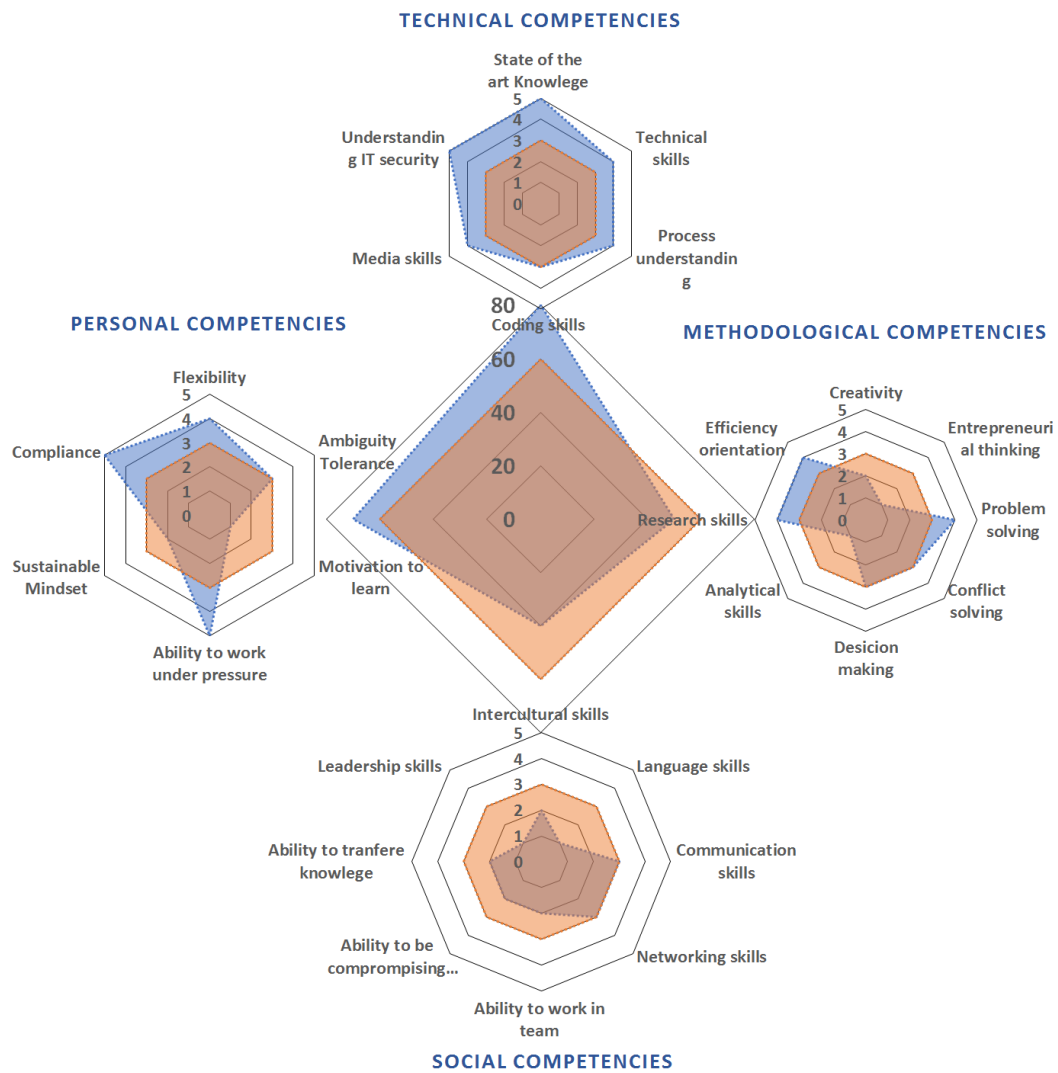 TECHNICAL COMPETENCIES
State of the
art Knowlege
5
4
3
2
1
0
Understandin
g IT security
Technical
skills
Media skills
Process
understandin
g
Coding skills
80
60
40
20
0
PERSONAL COMPETENCIES
Flexibility
5
4
3
2
1
0
Compliance
Ambiguity
Tolerance
Sustainable
Mindset
Motivation to
learn
Ability to work
under pressure
METHODOLOGICAL COMPETENCIES
Creativity
5
4
3
2
1
0
Efficiency
orientation
Entrepreneuri
al thinking
Research skills
Problem
solving
Analytical
skills
Conflict
solving
Desicion
making
Intercultural skills
5
4
3
2
1
0
Leadership skills
Language skills
Ability to tranfere
knowlege
Communication
skills
Ability to be
comprompising...
Networking skills
Ability to work in
team
SOCIAL COMPETENCIES